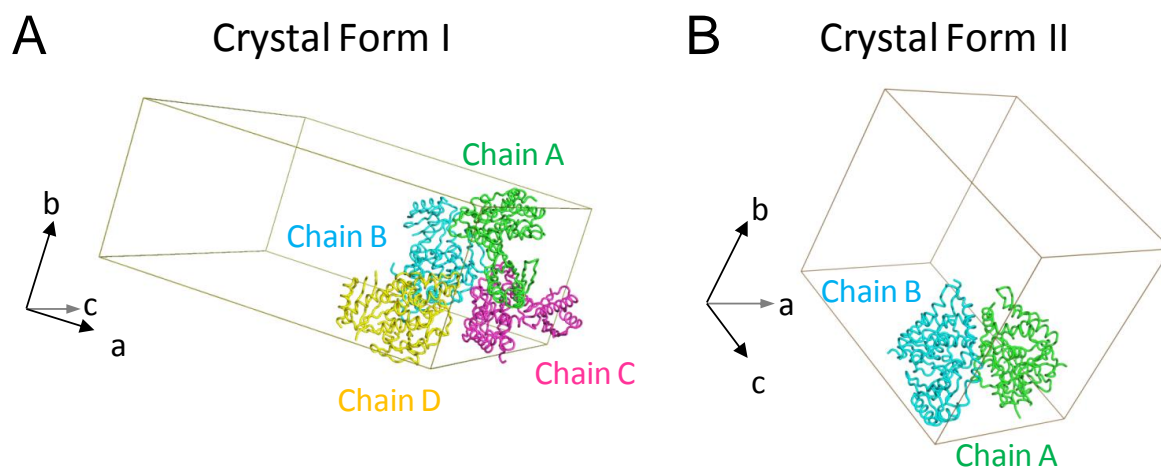 A
Crystal Form I
Chain A
b
Chain B
c
a
Chain C
Chain D
B
Crystal Form II
b
Chain B
a
c
Chain A